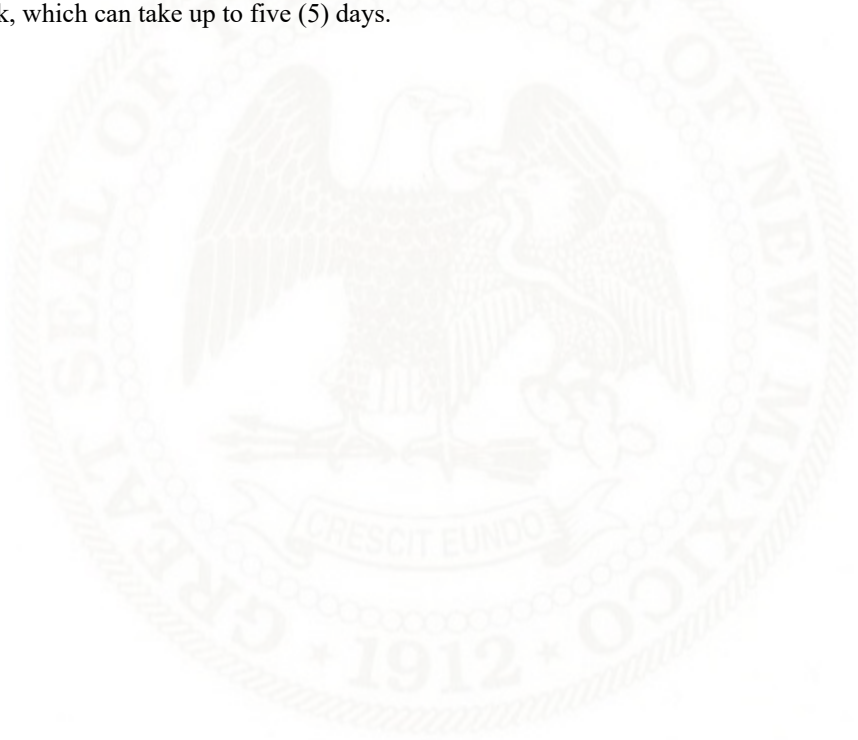 k, which can take up to five (5) days.
GREAT SEAL OF THE STATE OF NEW MEXICO
CRESCIT EUNDO
1912